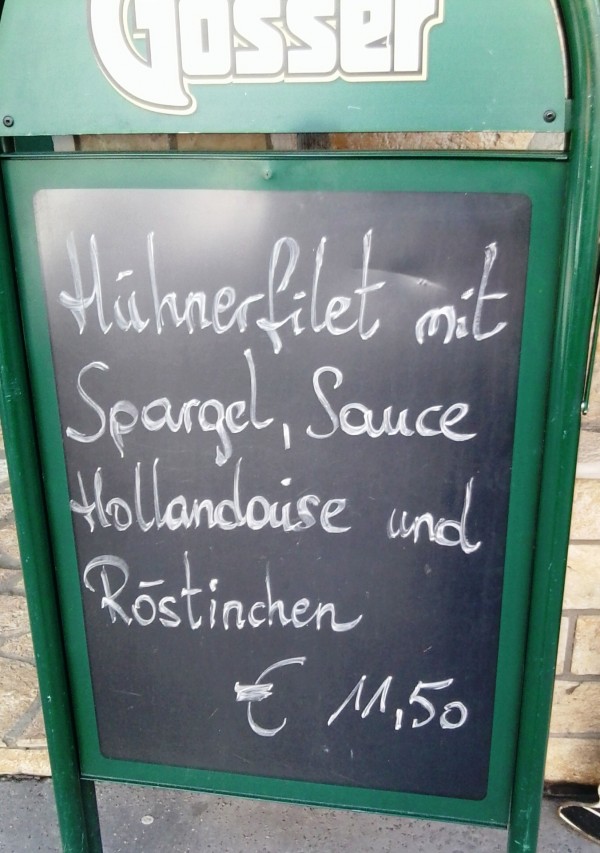 Gösser
Hühnerfilet mit
Spargel, Sauce
Hollandaise und
Röstinchen
€ 11,50